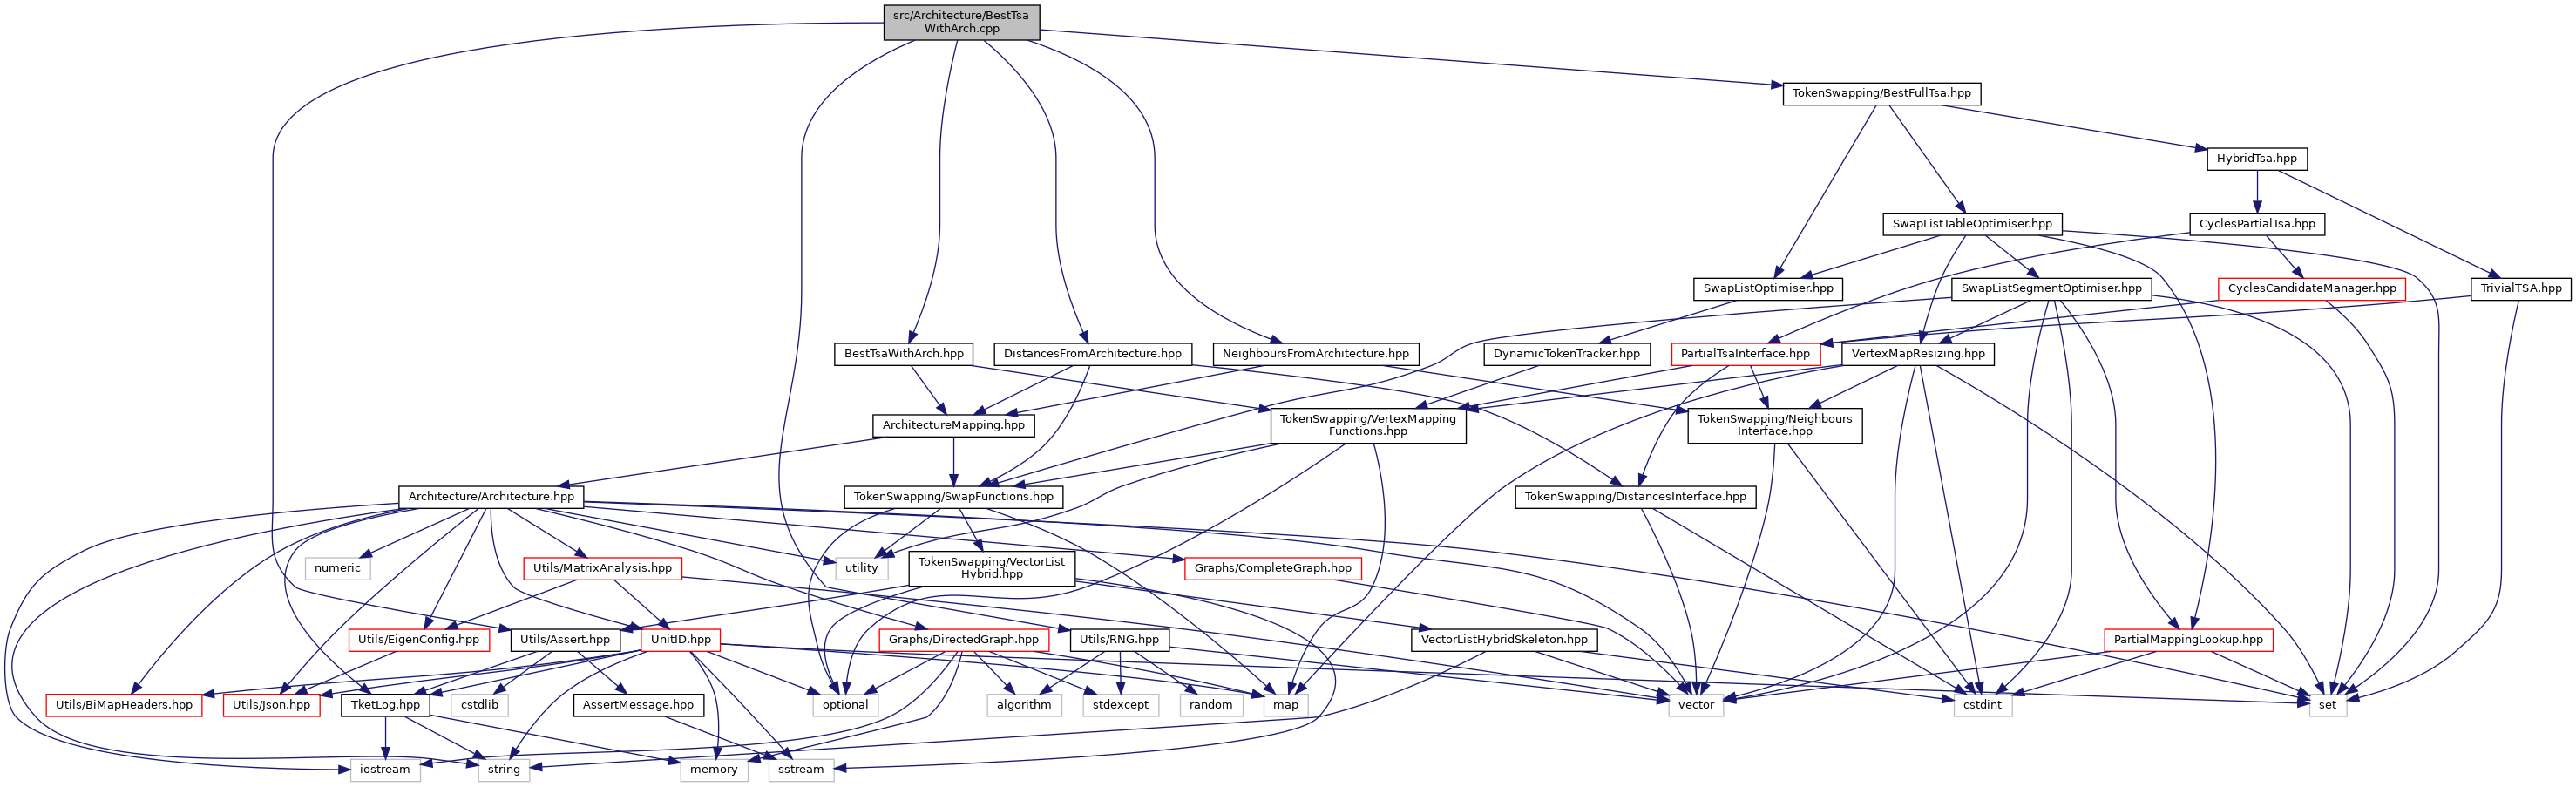 src/Architecture/BestTsa
WithArch.cpp
TokenSwapping/BestFullTsa.hpp
HybridTsa.hpp
SwapListTableOptimiser.hpp
CyclesPartialTsa.hpp
SwapListOptimiser.hpp
SwapListSegmentOptimiser.hpp
CyclesCandidateManager.hpp
TrivialTSA.hpp
BestTsaWithArch.hpp
DistancesFromArchitecture.hpp
NeighboursFromArchitecture.hpp
DynamicTokenTracker.hpp
PartialTsaInterface.hpp
VertexMapResizing.hpp
ArchitectureMapping.hpp
TokenSwapping/VertexMapping
Functions.hpp
TokenSwapping/Neighbours
Interface.hpp
Architecture/Architecture.hpp
TokenSwapping/SwapFunctions.hpp
TokenSwapping/DistancesInterface.hpp
numeric
Utils/MatrixAnalysis.hpp
utility
TokenSwapping/VectorList
Hybrid.hpp
Graphs/CompleteGraph.hpp
Utils/EigenConfig.hpp
Utils/Assert.hpp
UnitID.hpp
Graphs/DirectedGraph.hpp
Utils/RNG.hpp
VectorListHybridSkeleton.hpp
PartialMappingLookup.hpp
Utils/BiMapHeaders.hpp
Utils/Json.hpp
TketLog.hpp
cstdlib
AssertMessage.hpp
optional
algorithm
stdexcept
random
map
vector
cstdint
set
iostream
string
memory
sstream